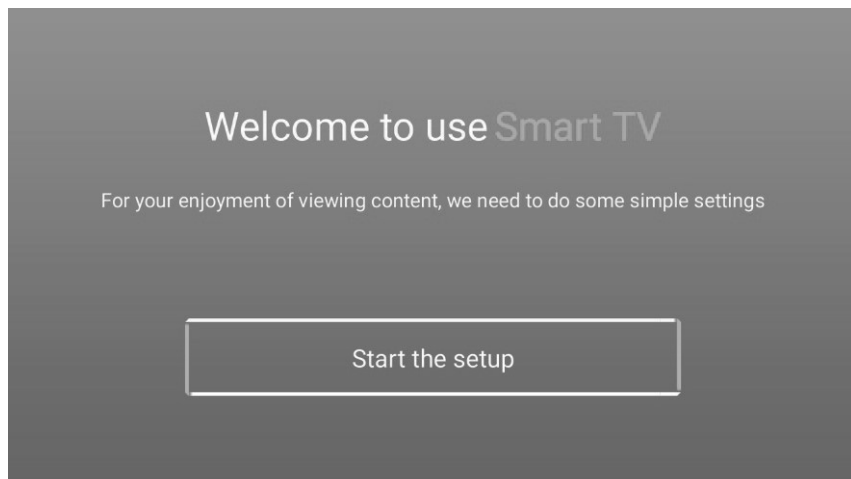 Welcome to use Smart TV
For your enjoyment of viewing content, we need to do some simple settings
Start the setup